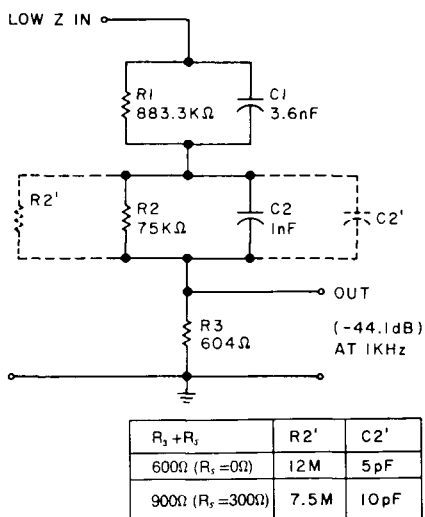 LOW Z IN
R1
883.3KΩ
C1
3.6nF
R2'
R2
75KΩ
C2
1nF
C2'
OUT
R3
604Ω
(-44.1dB)
AT 1KHz
R₃ +Rₛ
R2'
C2'
600Ω (Rₛ =0Ω)
12M
5pF
900Ω (Rₛ =300Ω)
7.5M
10pF